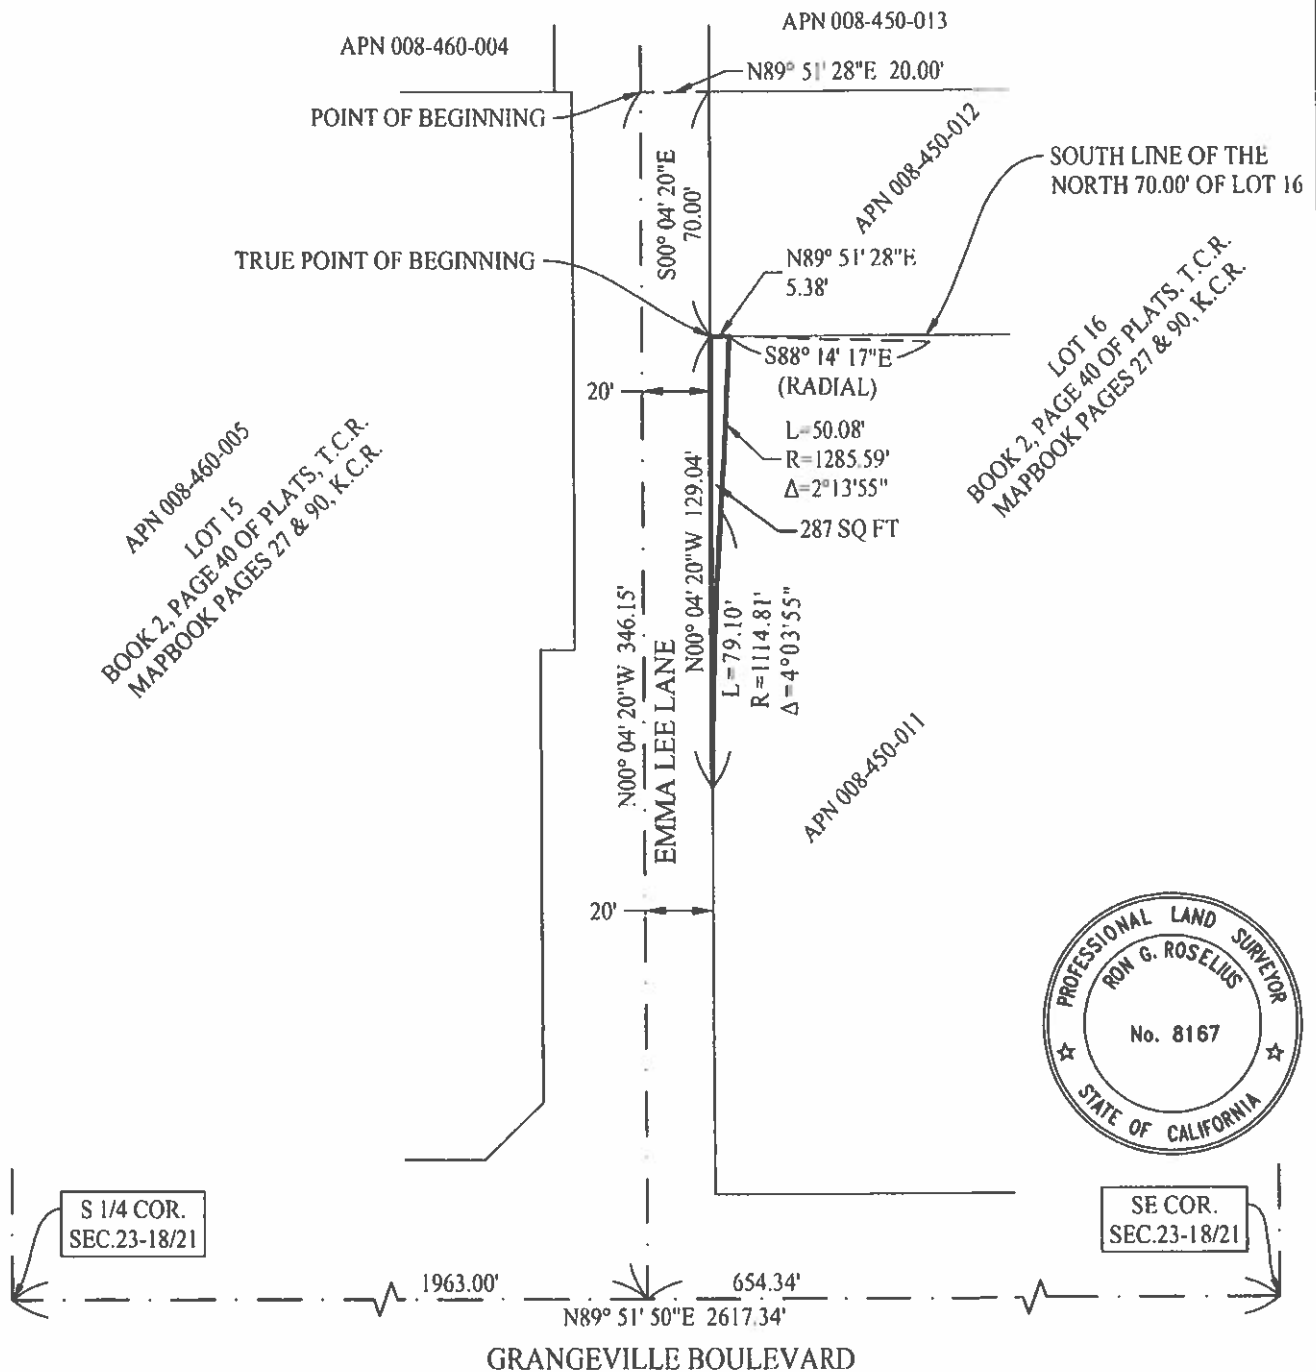 APN 008-450-013
APN 008-460-004
N89° 51' 28"E 20.00'
POINT OF BEGINNING
S00° 04' 20"E
70.00'
APN 008-450-012
SOUTH LINE OF THE
NORTH 70.00' OF LOT 16
TRUE POINT OF BEGINNING
N89° 51' 28"E
5.38'
S88° 14' 17"E
(RADIAL)
20'
LOT 16
BOOK 2, PAGE 40 OF PLATS, T.C.R.
MAPBOOK PAGES 27 & 90, K.C.R.
L=50.08'
R=1285.59'
Δ=2°13'55"
287 SQ FT
APN 008-460-005
LOT 15
BOOK 2, PAGE 40 OF PLATS, T.C.R.
MAPBOOK PAGES 27 & 90, K.C.R.
N00° 04' 20"W 346.15'
EMMA LEE LANE
N00° 04' 20"W 129.04'
L=79.10'
R=1114.81'
Δ=4°03'55"
APN 008-450-011
20'
PROFESSIONAL LAND SURVEYOR
RON G. ROSELIUS
No. 8167
STATE OF CALIFORNIA
S 1/4 COR.
SEC.23-18/21
SE COR.
SEC.23-18/21
1963.00'
654.34'
N89° 51' 50"E 2617.34'
GRANGEVILLE BOULEVARD